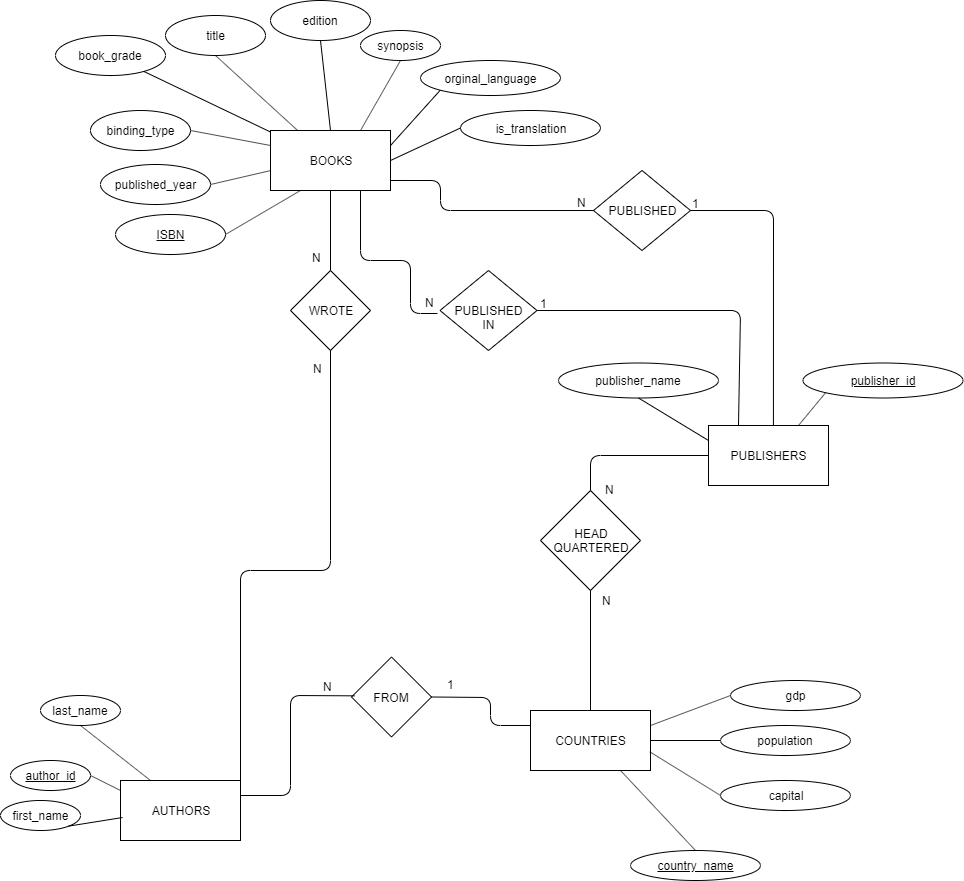 edition
title
synopsis
book_grade
orginal_language
binding_type
is_translation
BOOKS
published_year
N
PUBLISHED
1
ISBN
N
WROTE
N
PUBLISHED
IN
1
N
publisher_name
publisher_id
PUBLISHERS
N
HEAD
QUARTERED
N
N
FROM
1
last_name
gdp
COUNTRIES
population
author_id
capital
first_name
AUTHORS
country_name